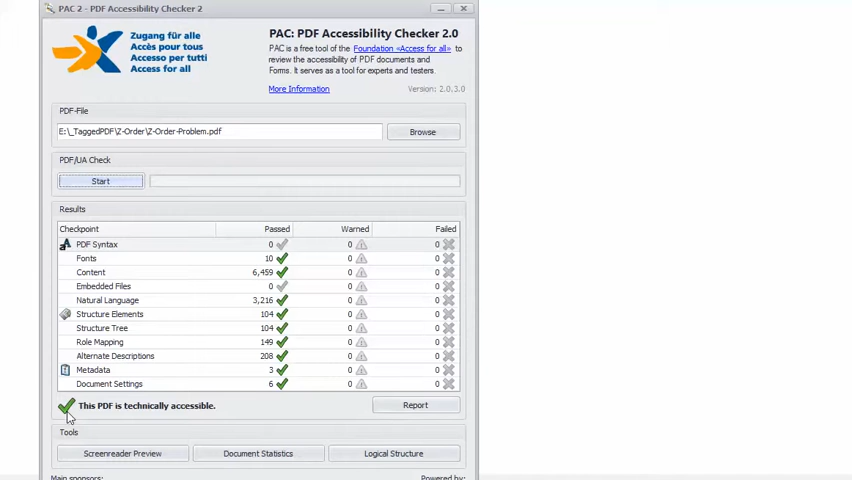 PAC 2 - PDF Accessibility Checker 2
Zugang für alle
Accès pour tous
Accesso per tutti
Access for all
PAC: PDF Accessibility Checker 2.0
PAC is a free tool of the Foundation «Access for all» to
review the accessibility of PDF documents and
Forms. It serves as a tool for experts and testers.
More Information Version: 2.0.3.0
PDF-File
E:\_TaggedPDF\Z-Order\Z-Order-Problem.pdf Browse
PDF/UA Check
Start
Results
Checkpoint Passed Warned Failed
PDF Syntax 0 0 0
Fonts 10 0 0
Content 6,459 0 0
Embedded Files 0 0 0
Natural Language 3,216 0 0
Structure Elements 104 0 0
Structure Tree 104 0 0
Role Mapping 149 0 0
Alternate Descriptions 208 0 0
Metadata 3 0 0
Document Settings 6 0 0
This PDF is technically accessible. Report
Tools
Screenreader Preview Document Statistics Logical Structure
Main sponsors: Powered by: